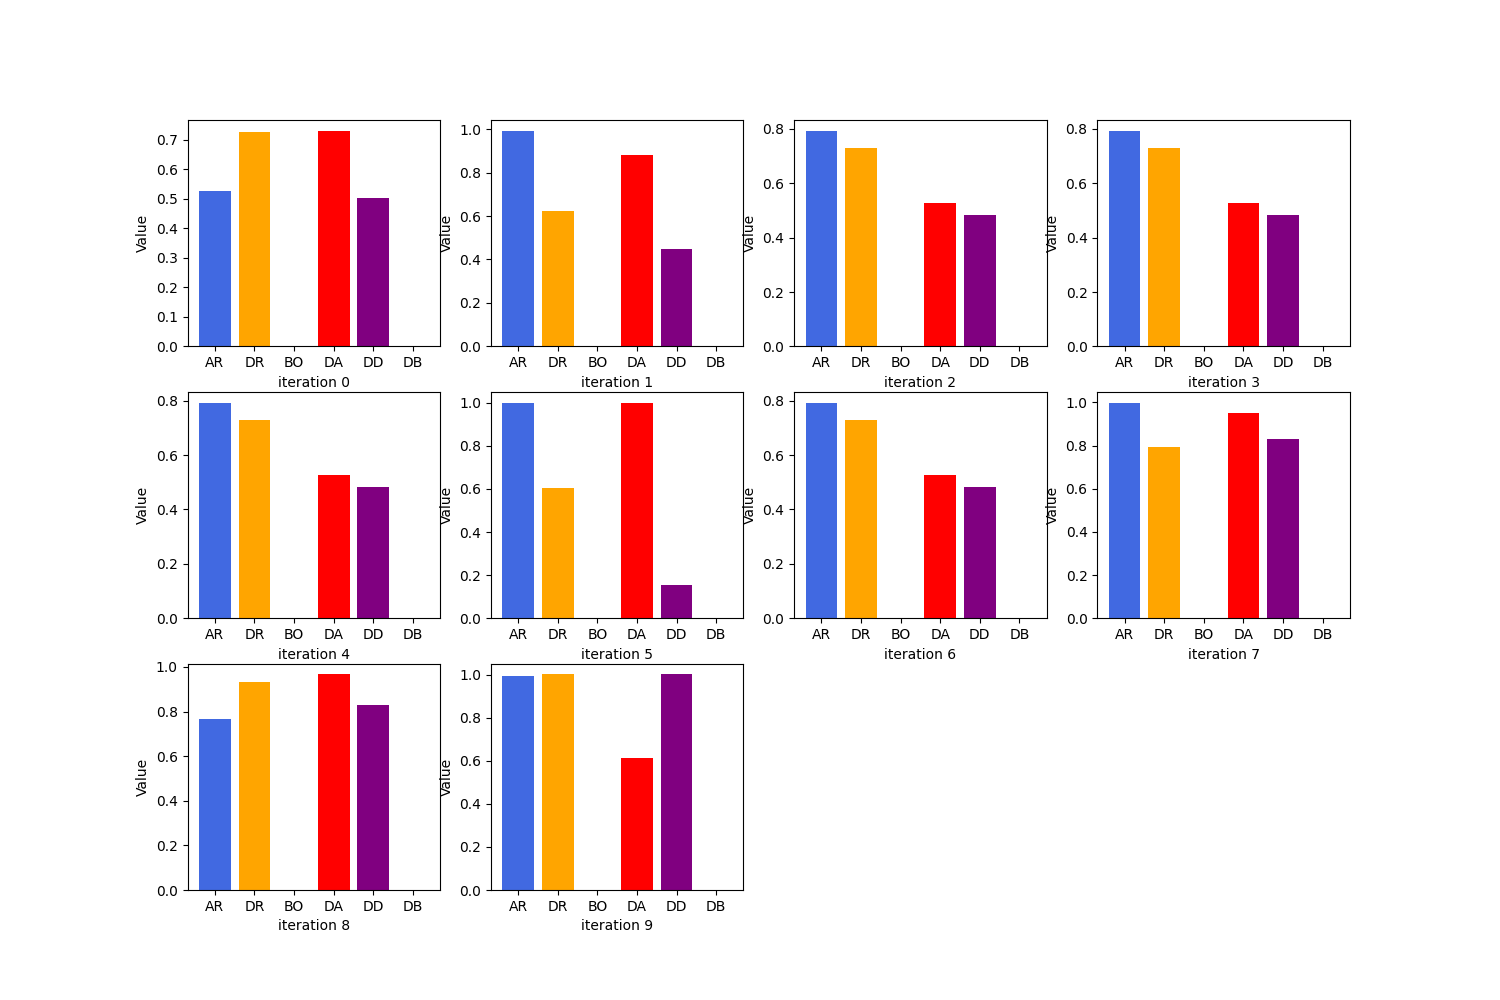 Value
0.7
0.6
0.5
0.4
0.3
0.2
0.1
0.0
AR DR BO DA DD DB
iteration 0
Value
1.0
0.8
0.6
0.4
0.2
0.0
AR DR BO DA DD DB
iteration 1
Value
0.8
0.6
0.4
0.2
0.0
AR DR BO DA DD DB
iteration 2
Value
0.8
0.6
0.4
0.2
0.0
AR DR BO DA DD DB
iteration 3
Value
0.8
0.6
0.4
0.2
0.0
AR DR BO DA DD DB
iteration 4
Value
1.0
0.8
0.6
0.4
0.2
0.0
AR DR BO DA DD DB
iteration 5
Value
0.8
0.6
0.4
0.2
0.0
AR DR BO DA DD DB
iteration 6
Value
1.0
0.8
0.6
0.4
0.2
0.0
AR DR BO DA DD DB
iteration 7
Value
1.0
0.8
0.6
0.4
0.2
0.0
AR DR BO DA DD DB
iteration 8
Value
1.0
0.8
0.6
0.4
0.2
0.0
AR DR BO DA DD DB
iteration 9